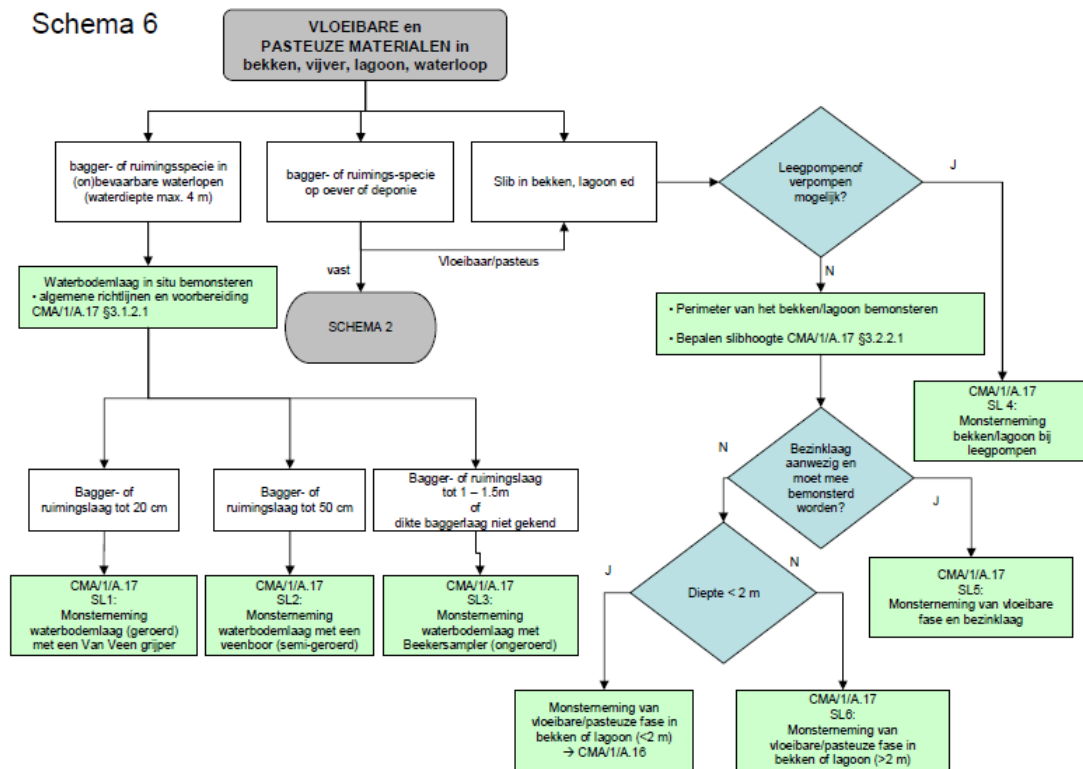 Schema 6
VLOEIBARE en
PASTEUZE MATERIALEN in
bekken, vijver, lagoon, waterloop
bagger- of ruimingsspecie in
(on)bevaarbare waterlopen
(waterdiepte max. 4 m)
bagger- of ruimings-specie
op oever of deponie
Slib in bekken, lagoon ed
Leegpompenof
verpompen
mogelijk?
J
N
vast
Vloeibaar/pasteus
SCHEMA 2
Waterbodemlaag in situ bemonsteren
• algemene richtlijnen en voorbereiding
CMA/1/A.17 §3.1.2.1
• Perimeter van het bekken/lagoon bemonsteren
• Bepalen slibhoogte CMA/1/A.17 §3.2.2.1
CMA/1/A.17
SL 4:
Monsterneming
bekken/lagoon bij
leegpompen
Bezinklaag
aanwezig en
moet mee
bemonsterd
worden?
N
J
Bagger- of
ruimingslaag tot 20 cm
Bagger- of
ruimingslaag tot 50 cm
Bagger- of ruimingslaag
tot 1 – 1.5m
of
dikte baggerlaag niet gekend
CMA/1/A.17
SL1:
Monsterneming
waterbodemlaag (geroerd)
met een Van Veen grijper
CMA/1/A.17
SL2:
Monsterneming
waterbodemlaag met een
veenboor (semi-geroerd)
CMA/1/A.17
SL3:
Monsterneming
waterbodemlaag met
Beekersampler (ongeroerd)
Diepte < 2 m
J
N
CMA/1/A.17
SL5:
Monsterneming van vloeibare
fase en bezinklaag
Monsterneming van
vloeibare/pasteuze fase in
bekken of lagoon (<2 m)
→ CMA/1/A.16
CMA/1/A.17
SL6:
Monsterneming van
vloeibare/pasteuze fase in
bekken of lagoon (>2 m)